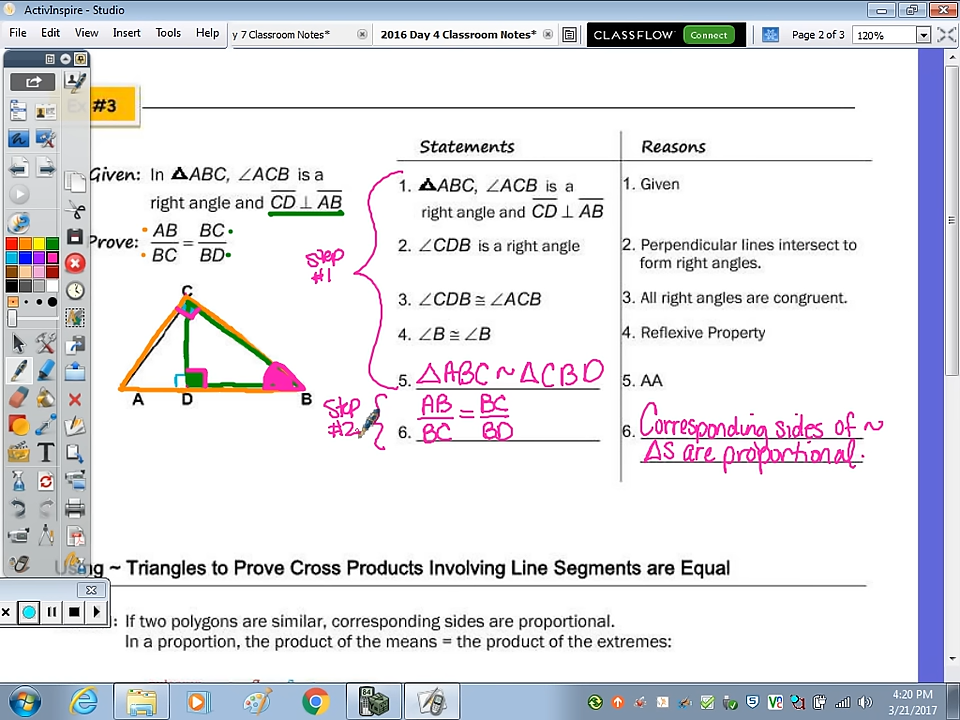 ActivInspire - Studio
File Edit View Insert Tools Help
y 7 Classroom Notes*
2016 Day 4 Classroom Notes*
CLASSFLOW Connect
Page 2 of 3
120%
#3
Given: In △ABC, ∠ACB is a
right angle and CD ⊥ AB
Prove: AB/BC = BC/BD
C
A D B
Step
#1
Step
#2
Statements
1. △ABC, ∠ACB is a
right angle and CD ⊥ AB
2. ∠CDB is a right angle
3. ∠CDB ≅ ∠ACB
4. ∠B ≅ ∠B
5. △ABC ~ △CBD
6. AB/BC = BC/BD
Reasons
1. Given
2. Perpendicular lines intersect to
form right angles.
3. All right angles are congruent.
4. Reflexive Property
5. AA
6. Corresponding sides of ~
△s are proportional.
Using ~ Triangles to Prove Cross Products Involving Line Segments are Equal
: If two polygons are similar, corresponding sides are proportional.
In a proportion, the product of the means = the product of the extremes:
4:20 PM
3/21/2017